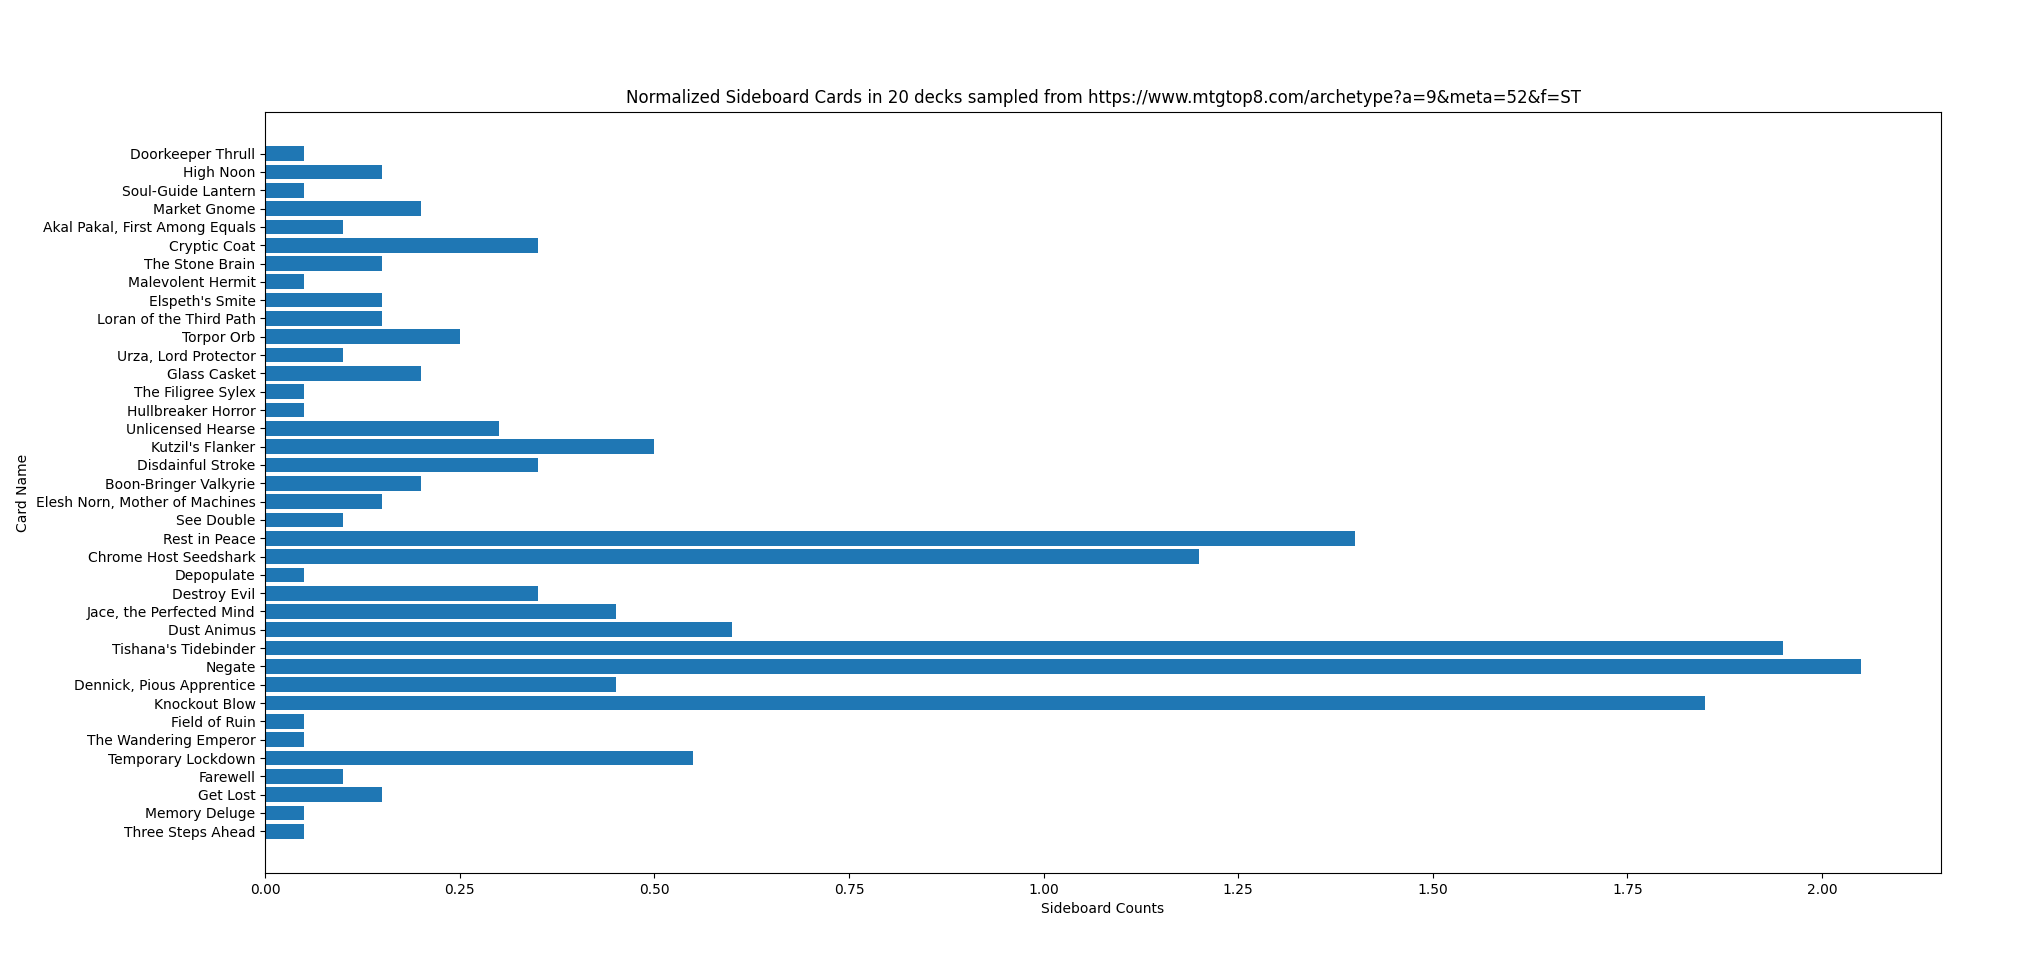 Normalized Sideboard Cards in 20 decks sampled from https://www.mtgtop8.com/archetype?a=9&meta=52&f=ST
Card Name
Doorkeeper Thrull
High Noon
Soul-Guide Lantern
Market Gnome
Akal Pakal, First Among Equals
Cryptic Coat
The Stone Brain
Malevolent Hermit
Elspeth's Smite
Loran of the Third Path
Torpor Orb
Urza, Lord Protector
Glass Casket
The Filigree Sylex
Hullbreaker Horror
Unlicensed Hearse
Kutzil's Flanker
Disdainful Stroke
Boon-Bringer Valkyrie
Elesh Norn, Mother of Machines
See Double
Rest in Peace
Chrome Host Seedshark
Depopulate
Destroy Evil
Jace, the Perfected Mind
Dust Animus
Tishana's Tidebinder
Negate
Dennick, Pious Apprentice
Knockout Blow
Field of Ruin
The Wandering Emperor
Temporary Lockdown
Farewell
Get Lost
Memory Deluge
Three Steps Ahead
0.00 0.25 0.50 0.75 1.00 1.25 1.50 1.75 2.00
Sideboard Counts